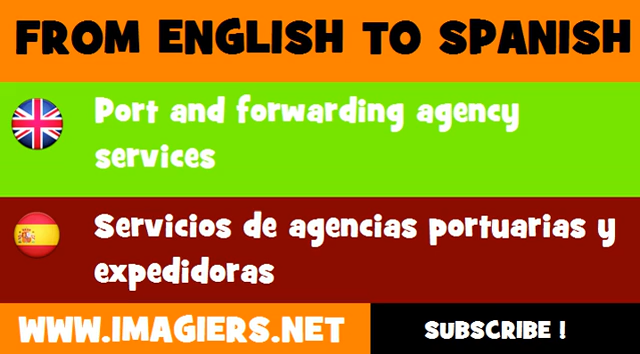 FROM ENGLISH TO SPANISH
Port and forwarding agency
services
Servicios de agencias portuarias y
expedidoras
WWW.IMAGIERS.NET
SUBSCRIBE !